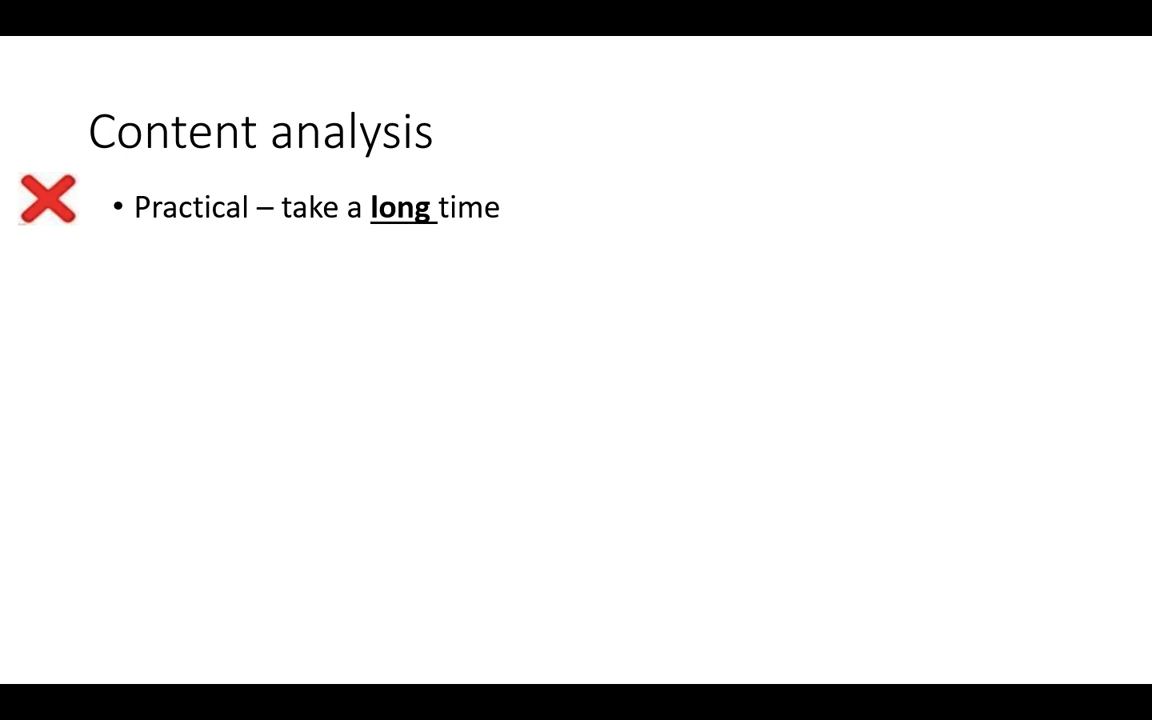 Content analysis
• Practical – take a long time